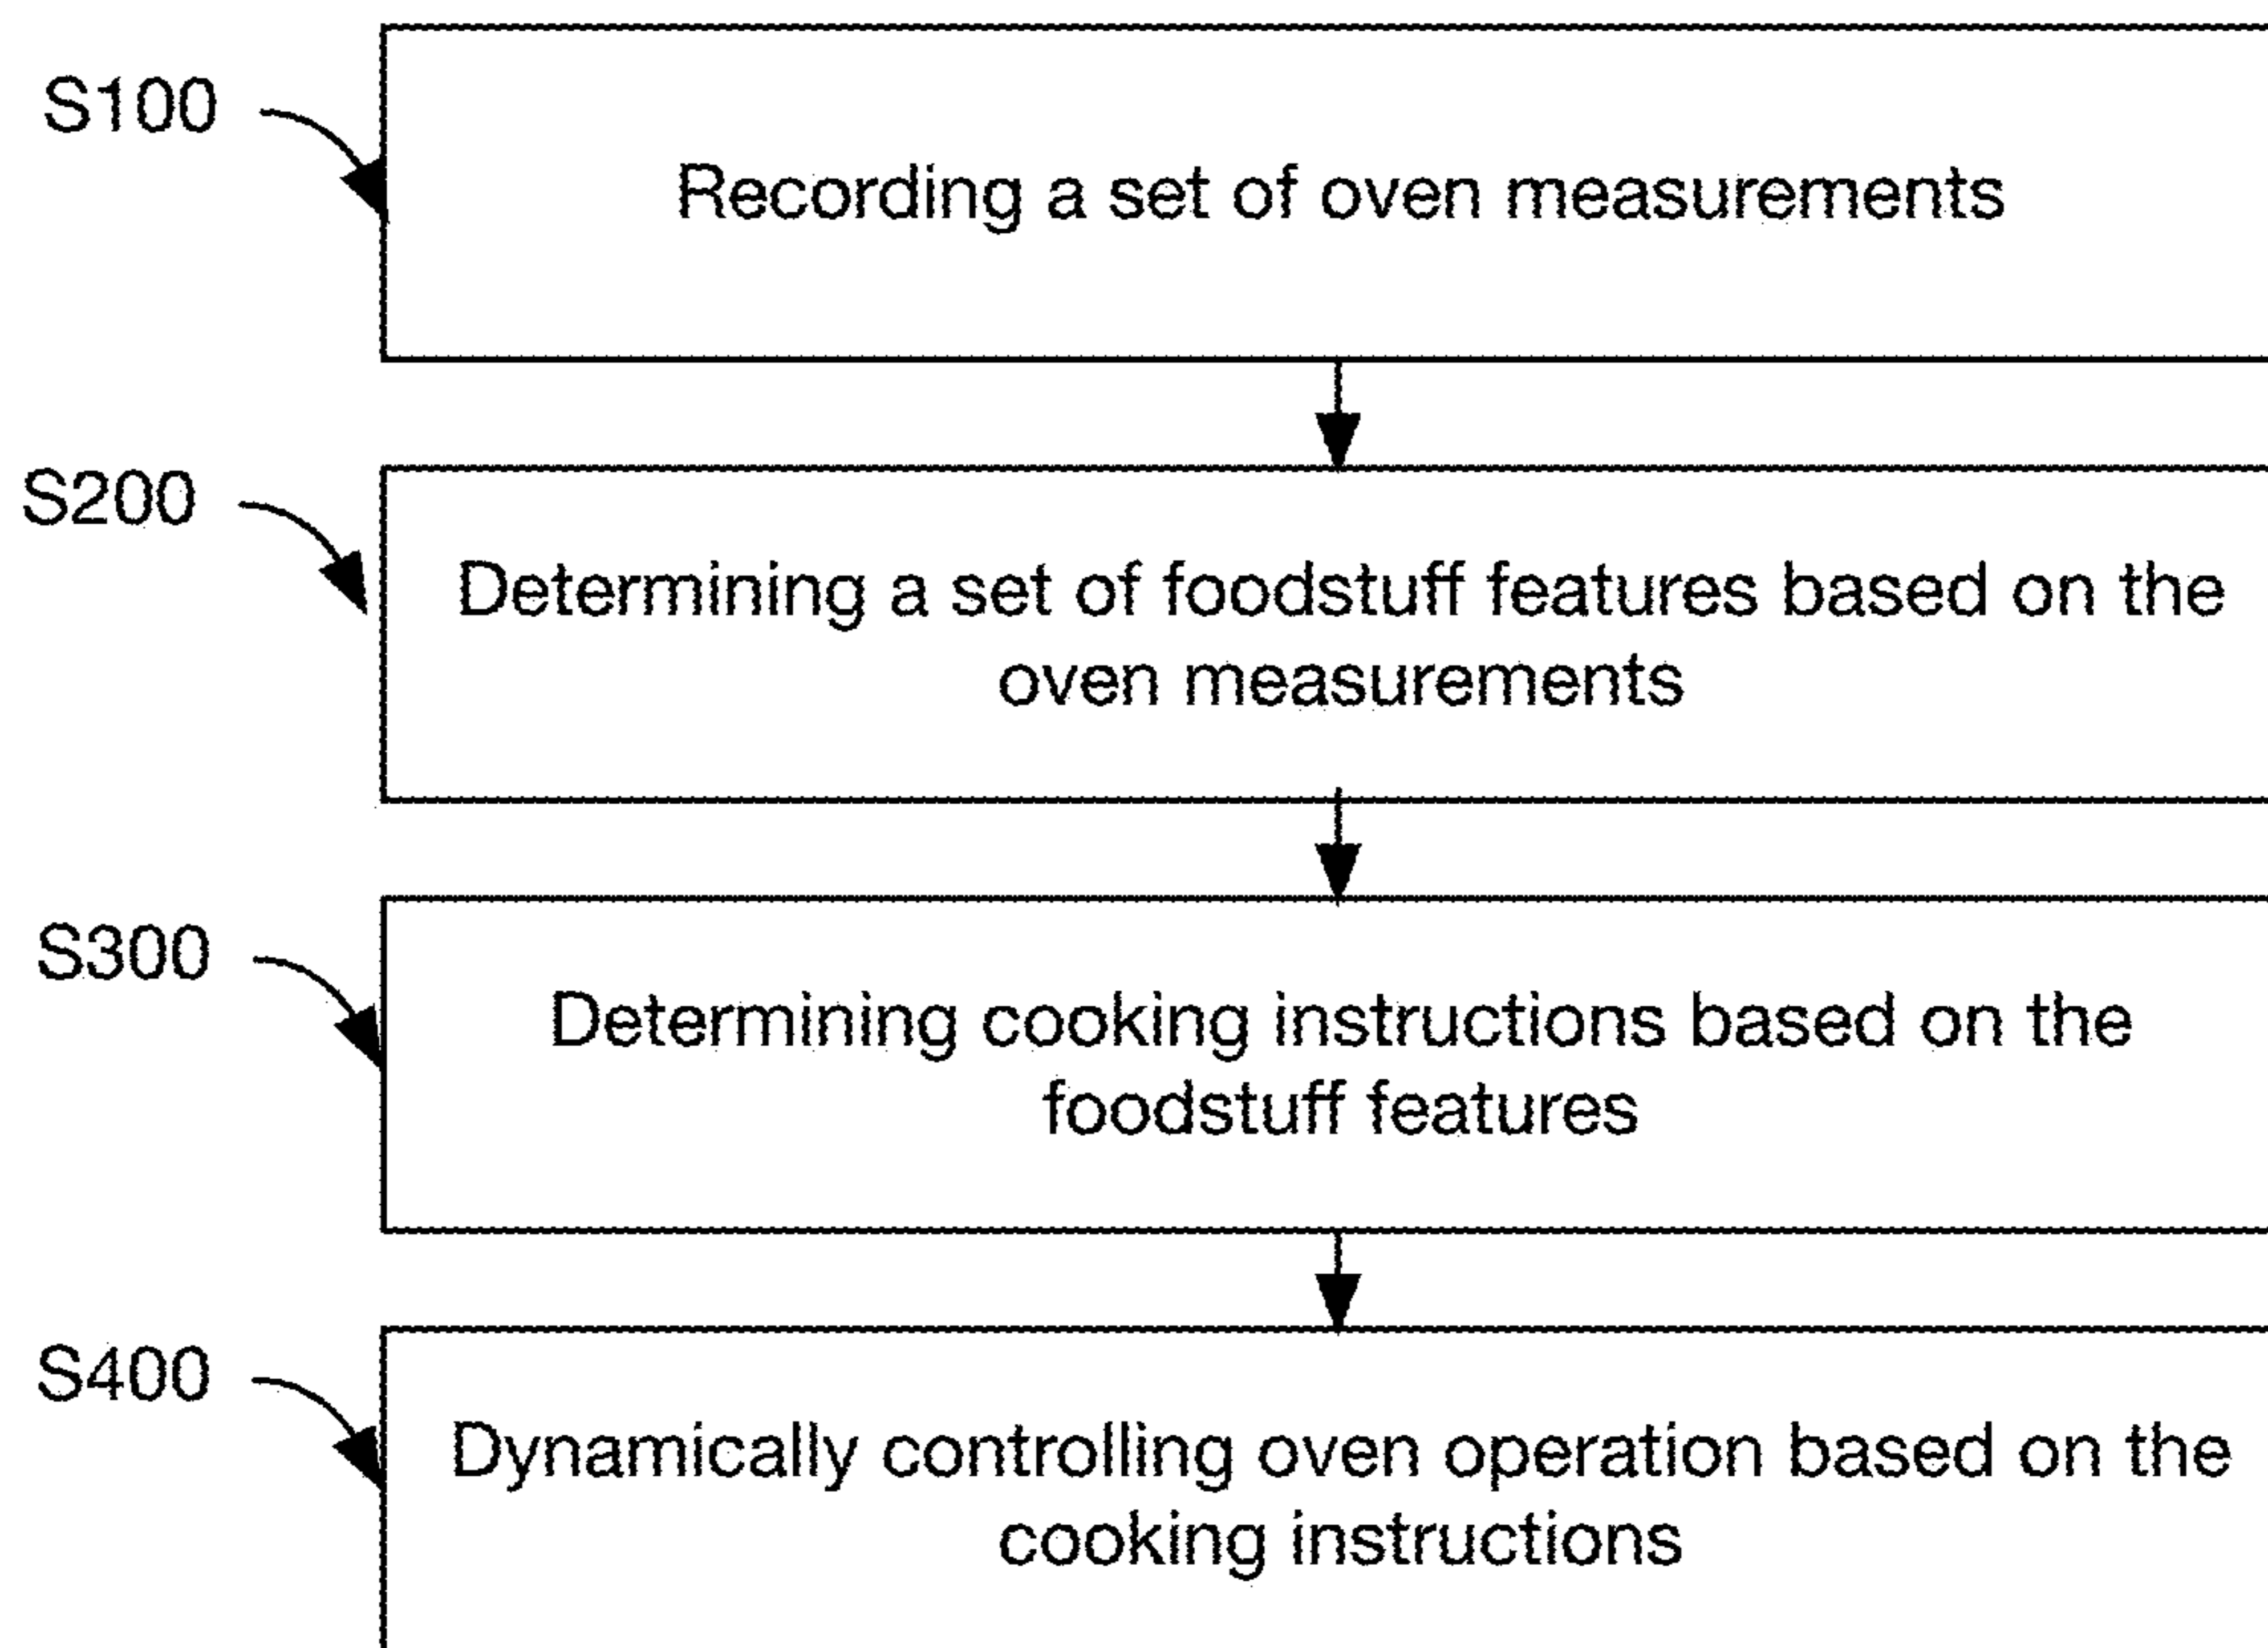 S100
Recording a set of oven measurements
S200
Determining a set of foodstuff features based on the
oven measurements
S300
Determining cooking instructions based on the
foodstuff features
S400
Dynamically controlling oven operation based on the
cooking instructions